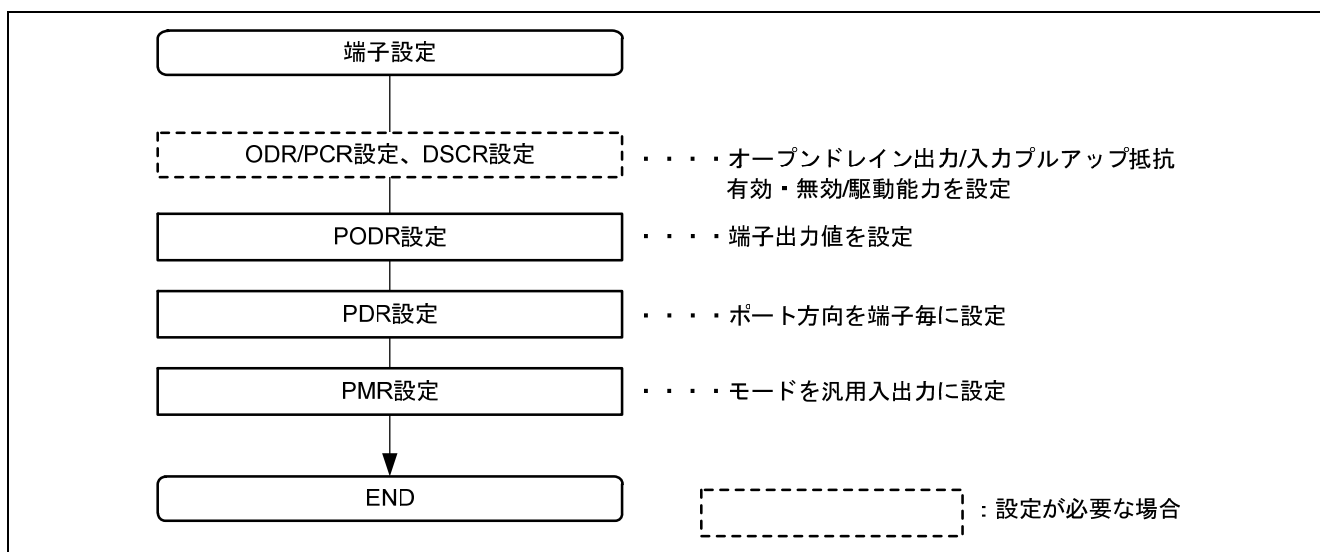 端子設定
ODR/PCR設定、DSCR設定
・・・・オープンドレイン出力/入力プルアップ抵抗
有効・無効/駆動能力を設定
PODR設定
・・・・端子出力値を設定
PDR設定
・・・・ポート方向を端子毎に設定
PMR設定
・・・・モードを汎用入出力に設定
END
：設定が必要な場合